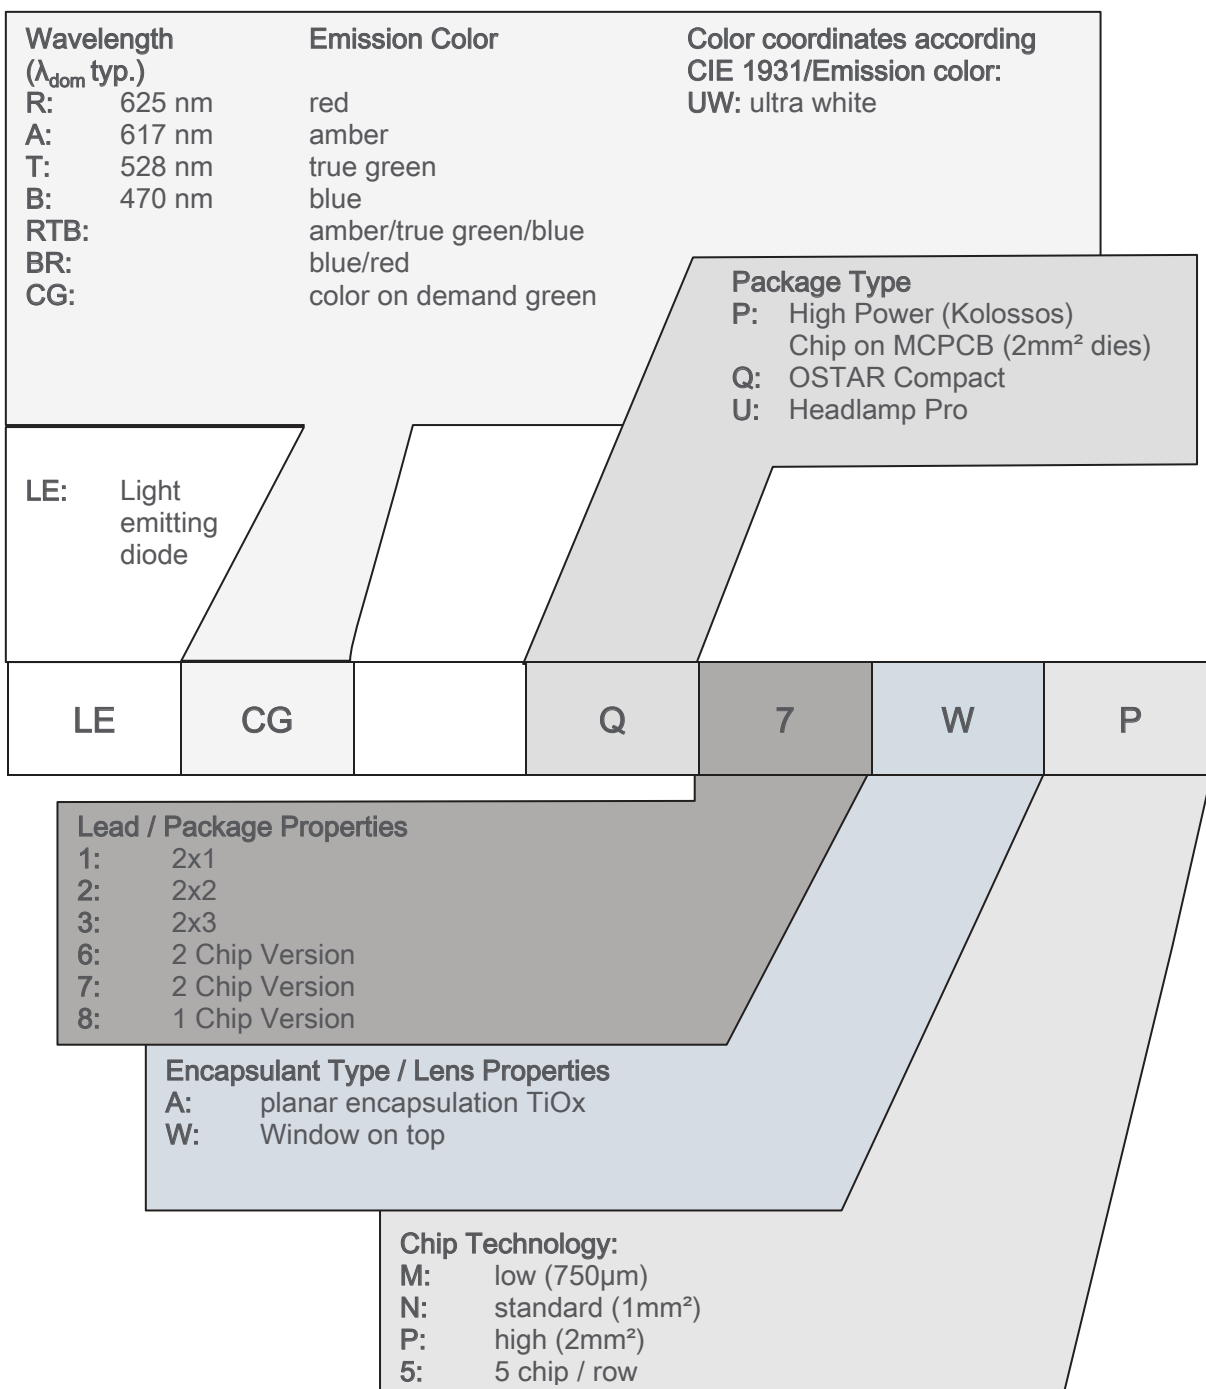 Wavelength Emission Color Color coordinates according
(λdom typ.) CIE 1931/Emission color:
R: 625 nm red UW: ultra white
A: 617 nm amber
T: 528 nm true green
B: 470 nm blue
RTB: amber/true green/blue
BR: blue/red
CG: color on demand green
Package Type
P: High Power (Kolossos)
Chip on MCPCB (2mm² dies)
Q: OSTAR Compact
U: Headlamp Pro
LE: Light
emitting
diode
LE CG Q 7 W P
Lead / Package Properties
1: 2x1
2: 2x2
3: 2x3
6: 2 Chip Version
7: 2 Chip Version
8: 1 Chip Version
Encapsulant Type / Lens Properties
A: planar encapsulation TiOx
W: Window on top
Chip Technology:
M: low (750µm)
N: standard (1mm²)
P: high (2mm²)
5: 5 chip / row